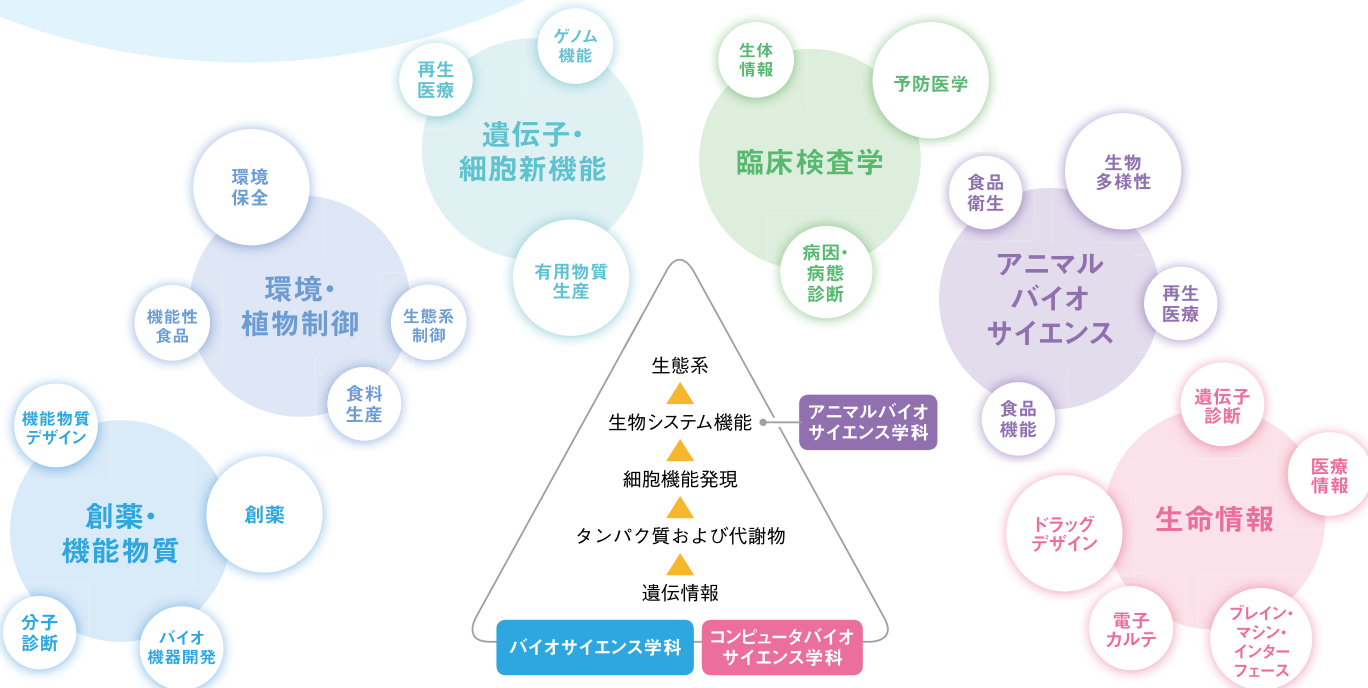 機能物質
デザイン
創薬・
機能物質
創薬
分子
診断
バイオ
機器開発
環境
保全
環境・
植物制御
機能性
食品
生態系
制御
食料
生産
再生
医療
ゲノム
機能
遺伝子・
細胞新機能
有用物質
生産
生体
情報
予防医学
臨床検査学
病因・
病態
診断
食品
衛生
生物
多様性
アニマル
バイオ
サイエンス
再生
医療
食品
機能
遺伝子
診断
医療
情報
生命情報
ドラッグ
デザイン
電子
カルテ
ブレイン・
マシン・
インター
フェース
生態系
生物システム機能
アニマルバイオ
サイエンス学科
細胞機能発現
タンパク質および代謝物
遺伝情報
バイオサイエンス学科
コンピュータバイオ
サイエンス学科